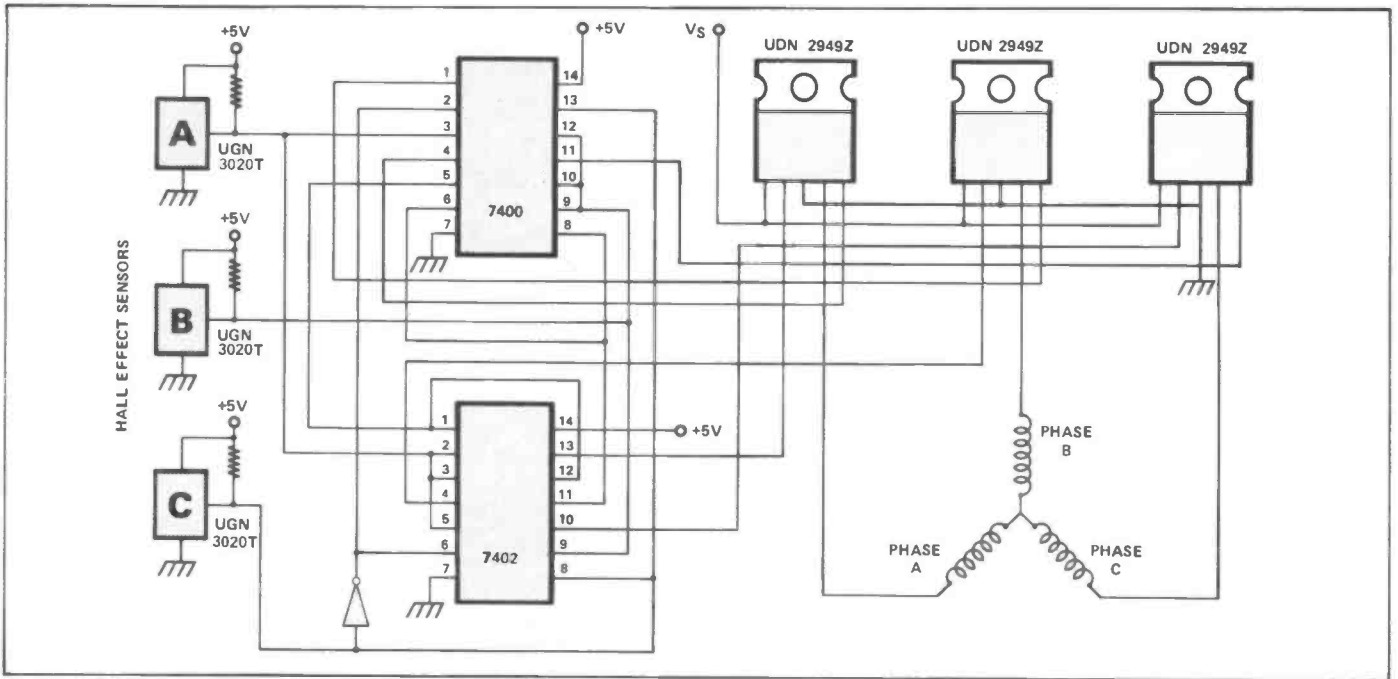 +5V
A
UGN
3020T
+5V
B
UGN
3020T
+5V
C
UGN
3020T
HALL EFFECT SENSORS
+5V
7400
1
2
3
4
5
6
7
14
13
12
11
10
9
8
7402
1
2
3
4
5
6
7
14
13
12
11
10
9
8
+5V
VS
UDN 2949Z
UDN 2949Z
UDN 2949Z
PHASE
B
PHASE
A
PHASE
C